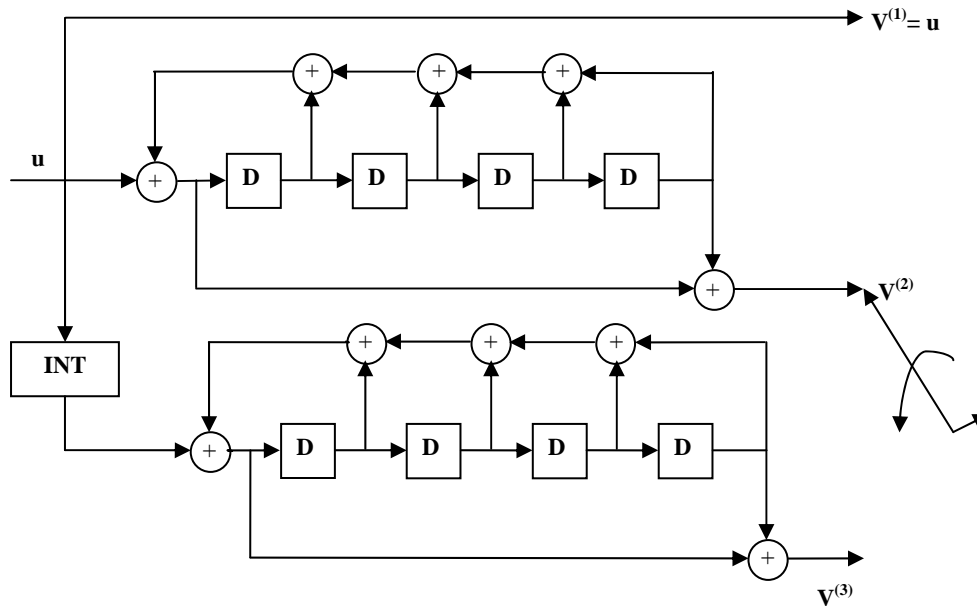 V(1)= u
+ + +
u
+ D D D D
+
V(2)
+ + +
INT
+ D D D D
+
V(3)